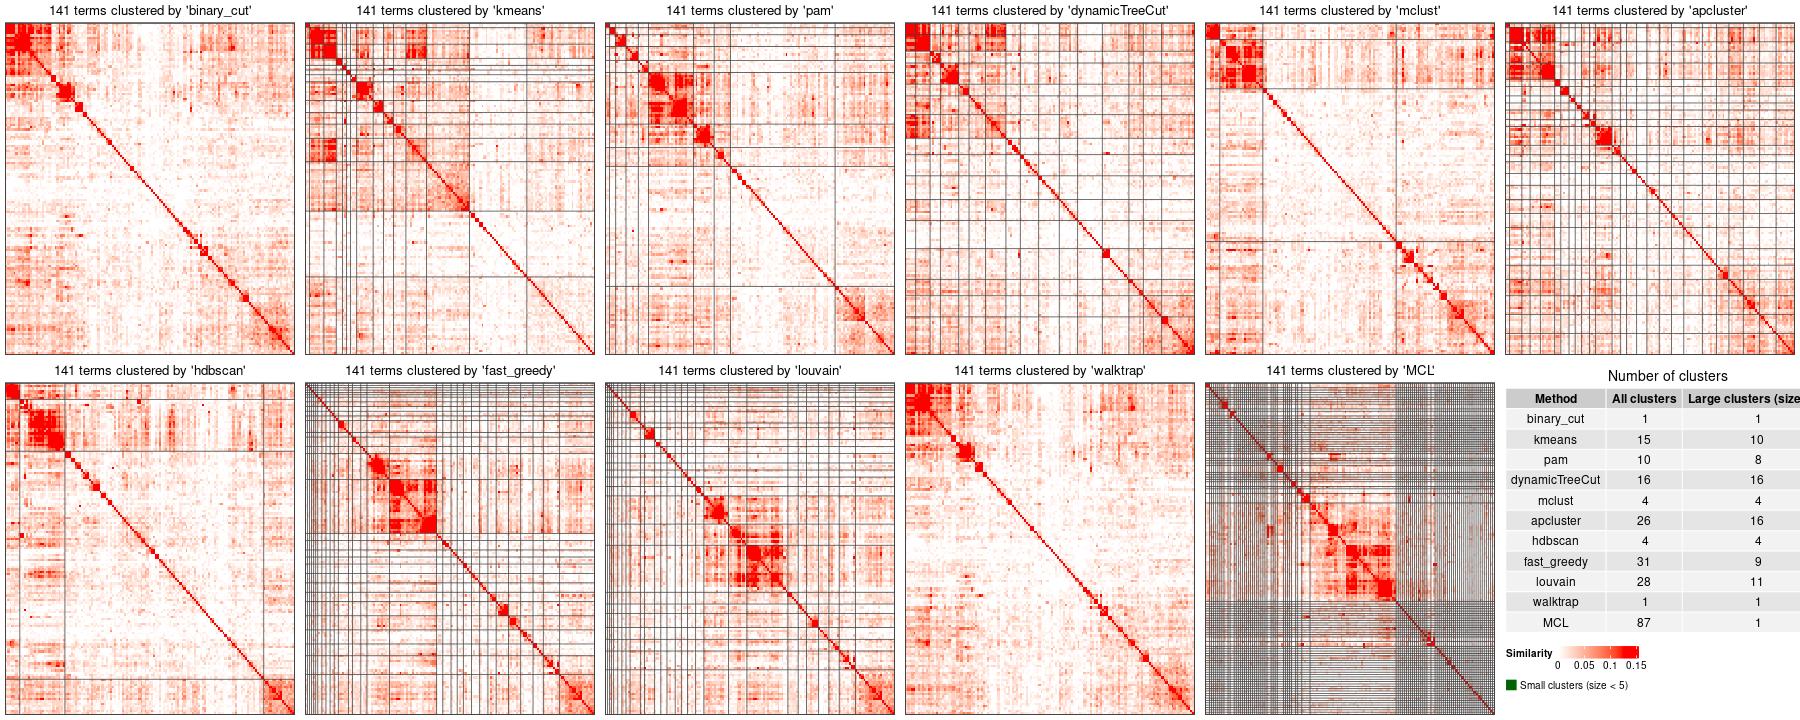 141 terms clustered by 'binary_cut'
141 terms clustered by 'kmeans'
141 terms clustered by 'pam'
141 terms clustered by 'dynamicTreeCut'
141 terms clustered by 'mclust'
141 terms clustered by 'apcluster'
141 terms clustered by 'hdbscan'
141 terms clustered by 'fast_greedy'
141 terms clustered by 'louvain'
141 terms clustered by 'walktrap'
141 terms clustered by 'MCL'
Number of clusters
Method All clusters Large clusters (size
binary_cut 1 1
kmeans 15 10
pam 10 8
dynamicTreeCut 16 16
mclust 4 4
apcluster 26 16
hdbscan 4 4
fast_greedy 31 9
louvain 28 11
walktrap 1 1
MCL 87 1
Similarity
0 0.05 0.1 0.15
Small clusters (size < 5)